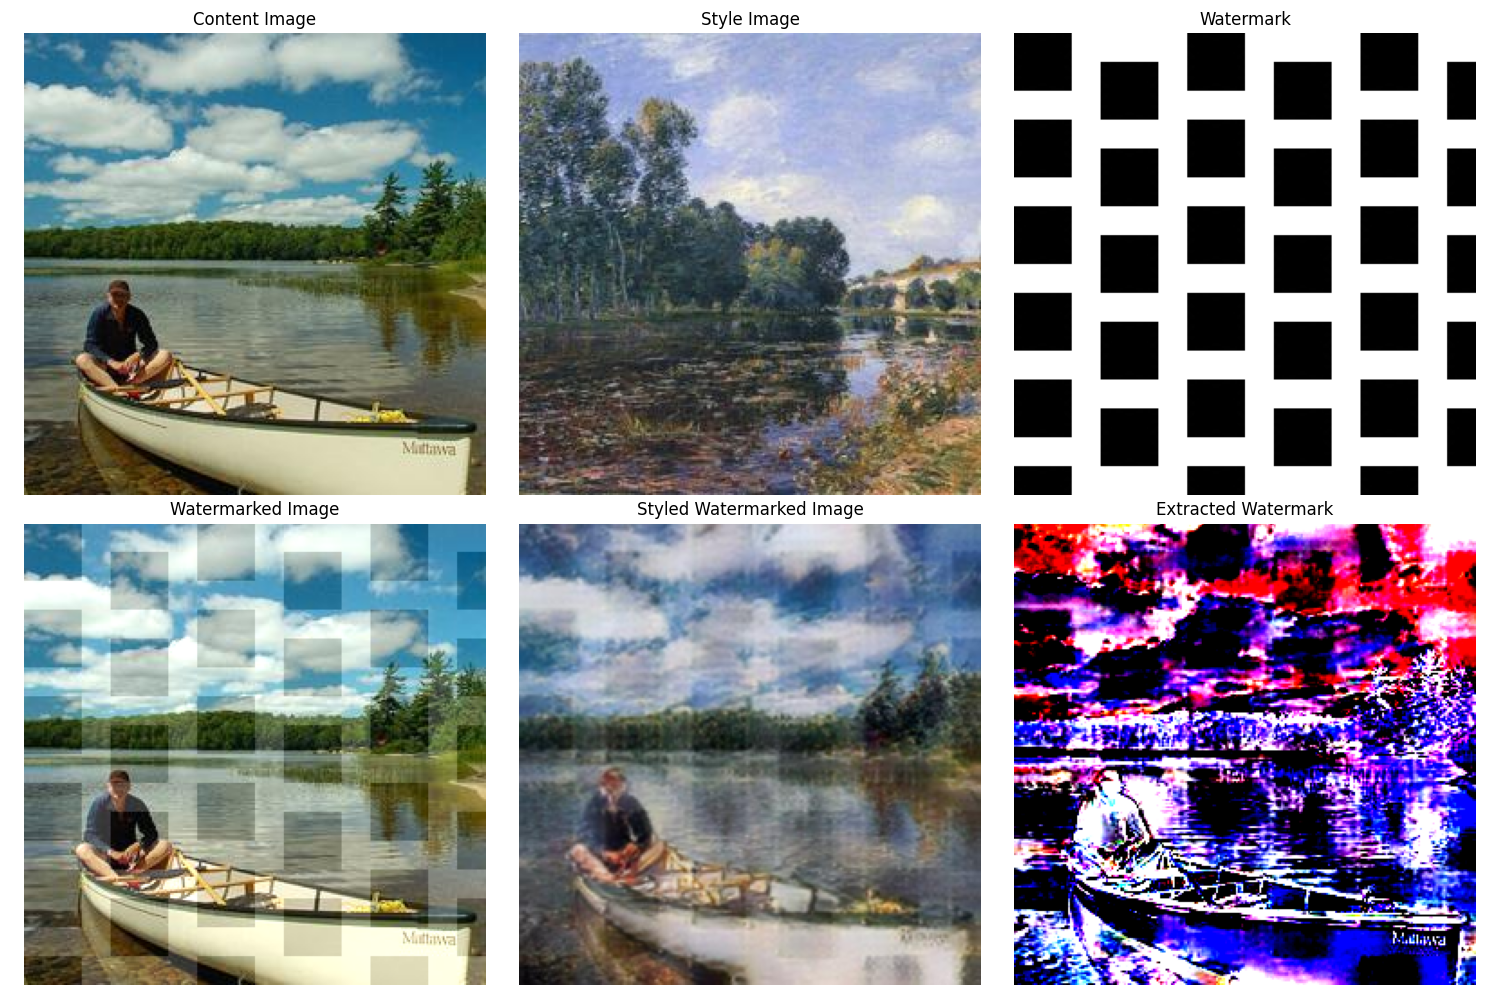 Content Image
Style Image
Watermark
Mattawa
Watermarked Image
Styled Watermarked Image
Extracted Watermark
Mattawa
Mattawa